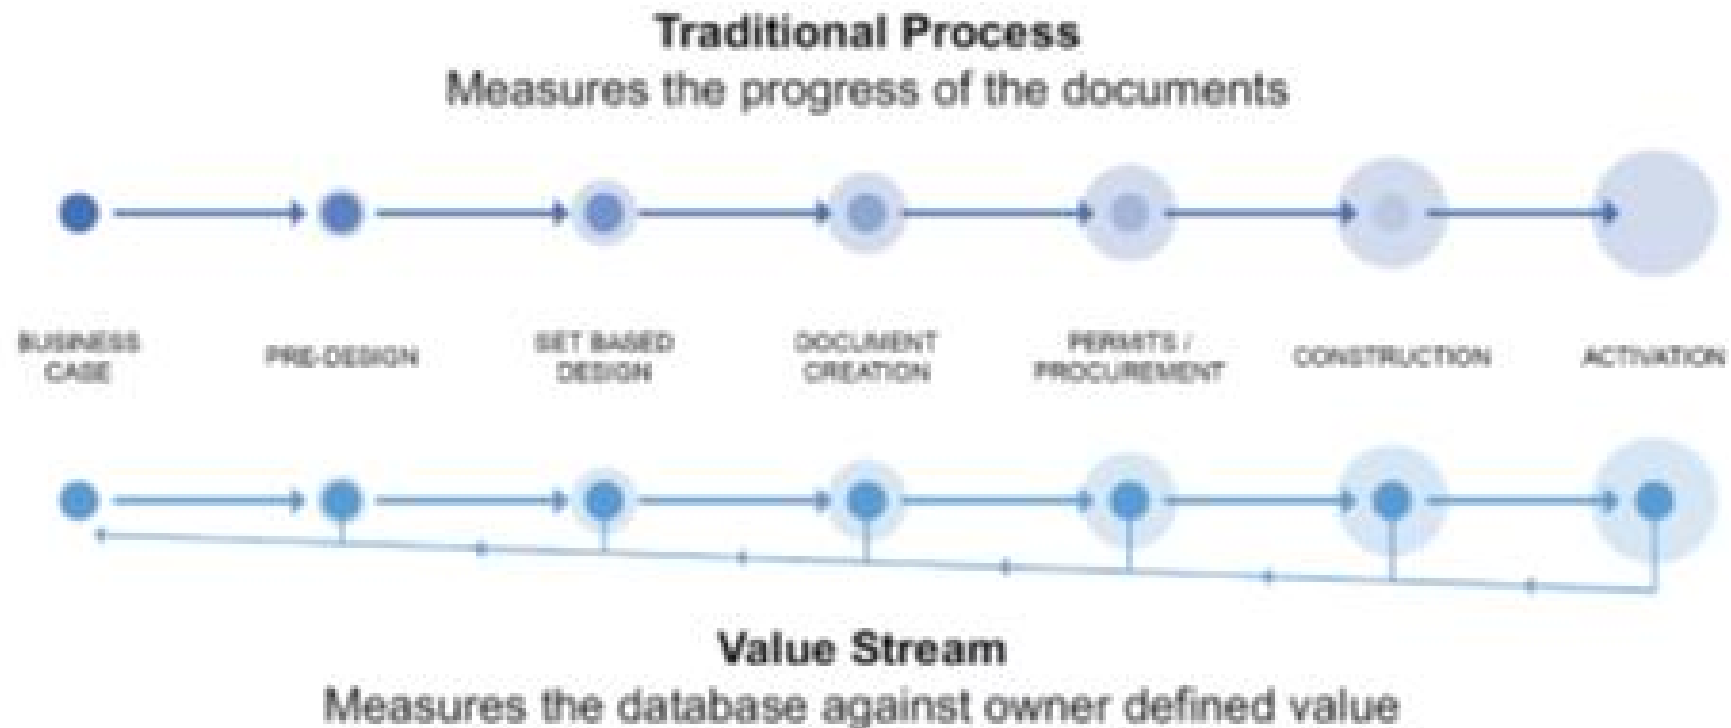 Traditional Process
Measures the progress of the documents
BUSINESS
CASE
PRE-DESIGN
SET BASED
DESIGN
DOCUMENT
CREATION
PERMITS /
PROCUREMENT
CONSTRUCTION
ACTIVATION
Value Stream
Measures the database against owner defined value